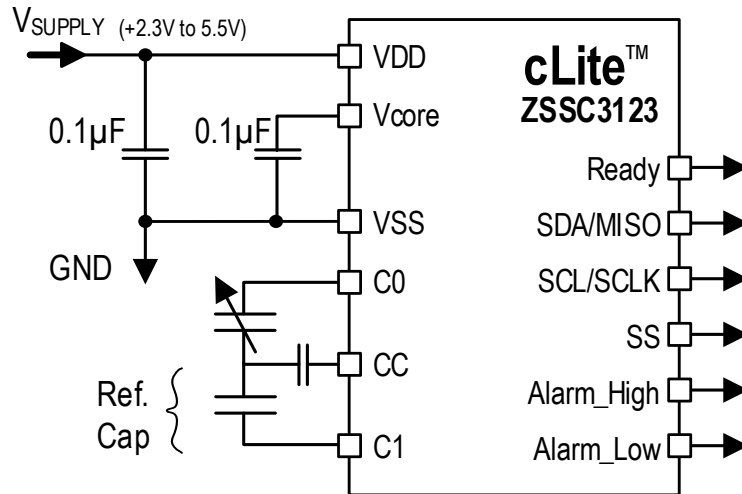 VSUPPLY (+2.3V to 5.5V)
cLite™
ZSSC3123
VDD
Vcore
0.1µF
0.1µF
VSS
GND
C0
CC
C1
Ref.
Cap
Ready
SDA/MISO
SCL/SCLK
SS
Alarm_High
Alarm_Low